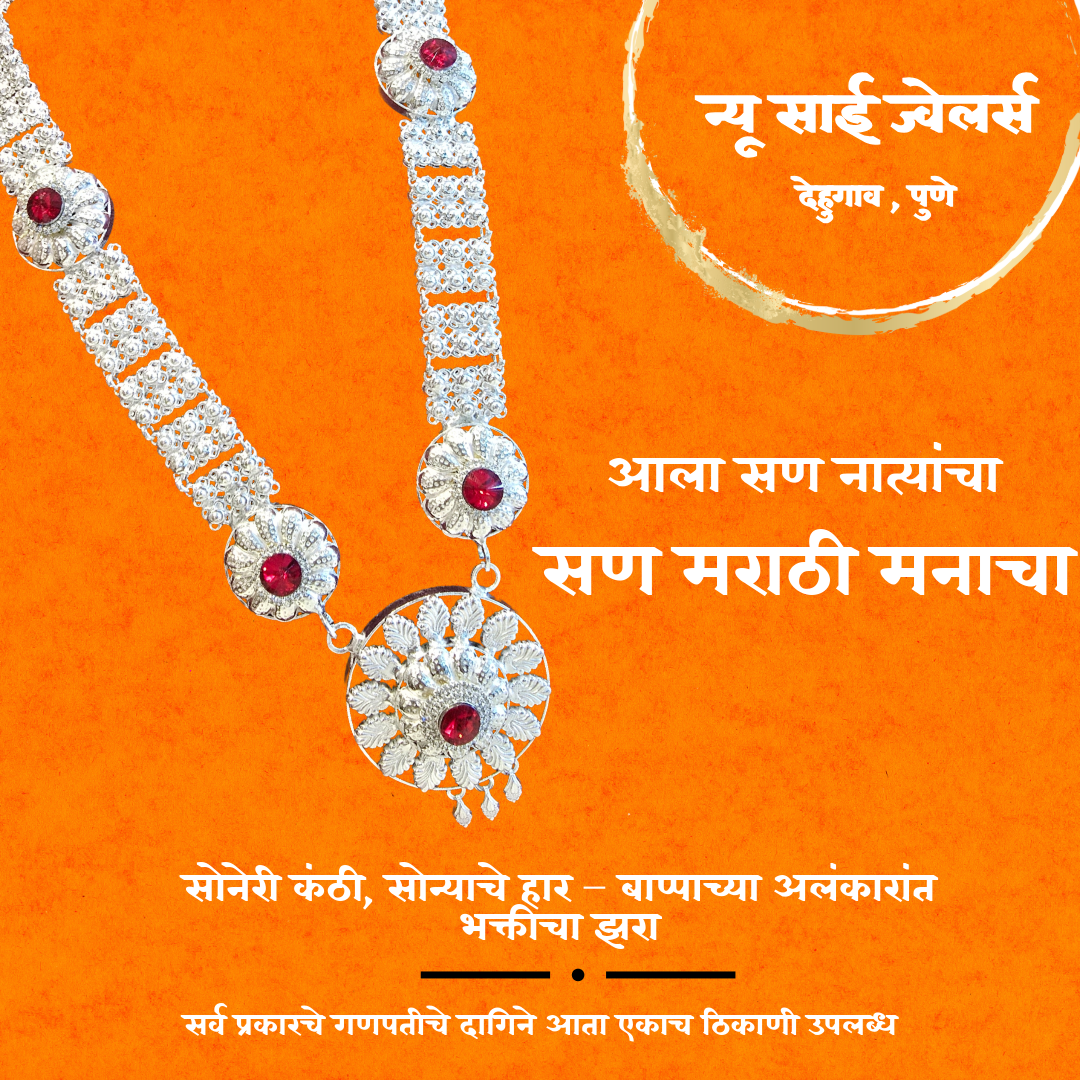 न्यू साई ज्वेलर्स
देहुगाव , पुणे
आला सण नात्यांचा
सण मराठी मनाचा
सोनेरी कंठी, सोन्याचे हार – बाप्पाच्या अलंकारांत
भक्तीचा झरा
सर्व प्रकारचे गणपतीचे दागिने आता एकाच ठिकाणी उपलब्ध